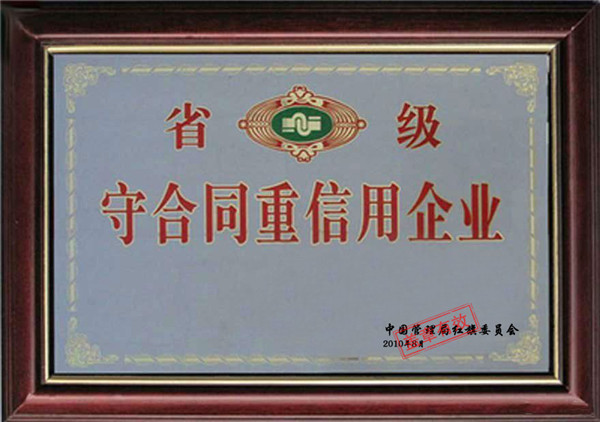 省 级
守合同重信用企业
中国管理局红旗委员会
2010年8月